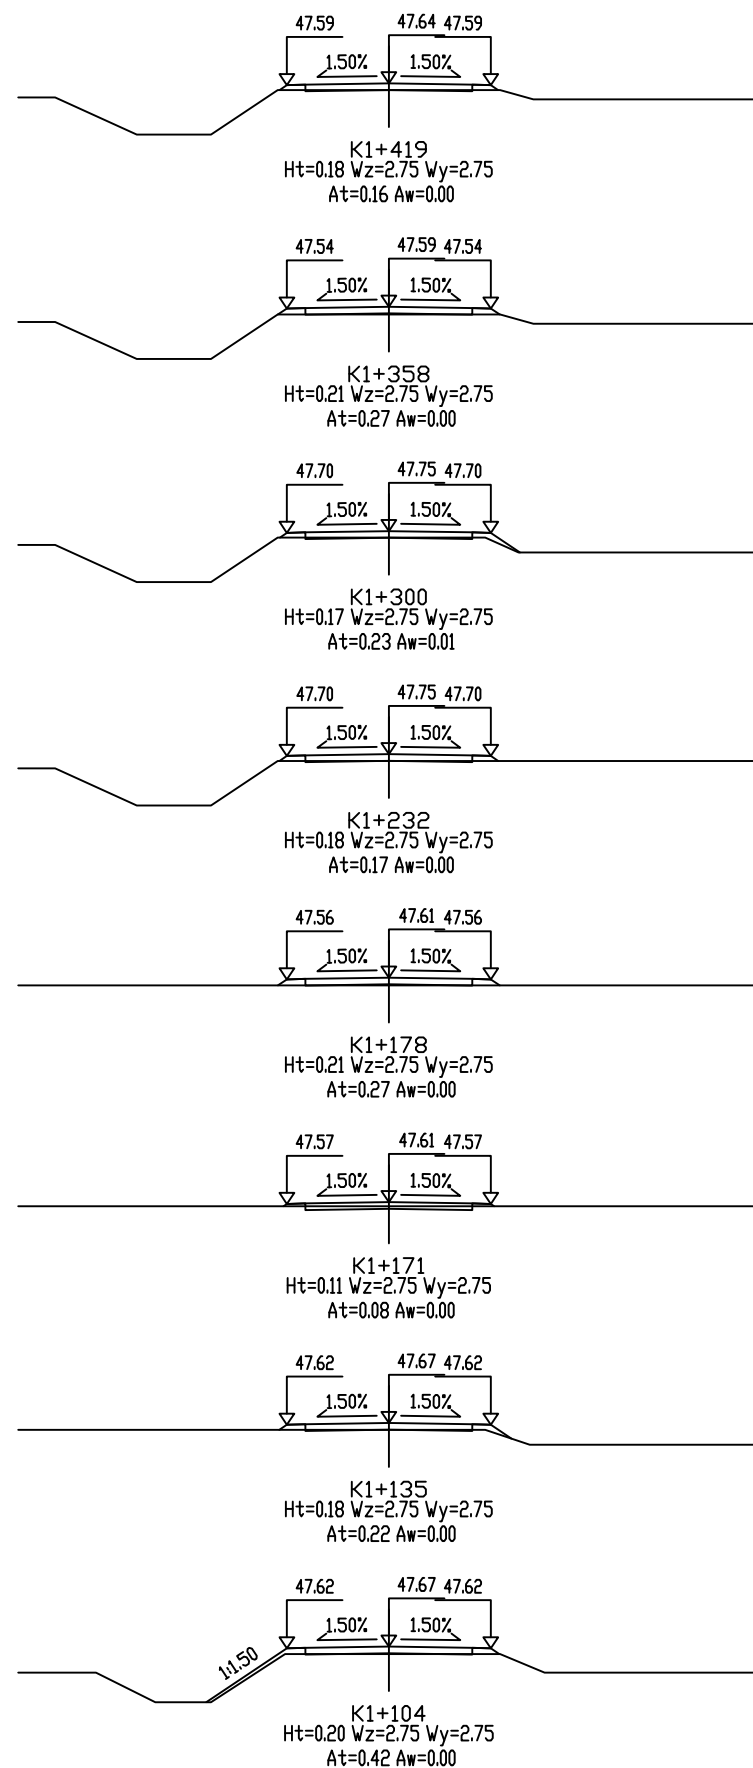 47.59 47.64 47.59
1.50% 1.50%
K1+419
Ht=0.18 Wz=2.75 Wy=2.75
At=0.16 Aw=0.00
47.54 47.59 47.54
1.50% 1.50%
K1+358
Ht=0.21 Wz=2.75 Wy=2.75
At=0.27 Aw=0.00
47.70 47.75 47.70
1.50% 1.50%
K1+300
Ht=0.17 Wz=2.75 Wy=2.75
At=0.23 Aw=0.01
47.70 47.75 47.70
1.50% 1.50%
K1+232
Ht=0.18 Wz=2.75 Wy=2.75
At=0.17 Aw=0.00
47.56 47.61 47.56
1.50% 1.50%
K1+178
Ht=0.21 Wz=2.75 Wy=2.75
At=0.27 Aw=0.00
47.57 47.61 47.57
1.50% 1.50%
K1+171
Ht=0.11 Wz=2.75 Wy=2.75
At=0.08 Aw=0.00
47.62 47.67 47.62
1.50% 1.50%
K1+135
Ht=0.18 Wz=2.75 Wy=2.75
At=0.22 Aw=0.00
47.62 47.67 47.62
1.50% 1.50%
1:1.50
K1+104
Ht=0.20 Wz=2.75 Wy=2.75
At=0.42 Aw=0.00